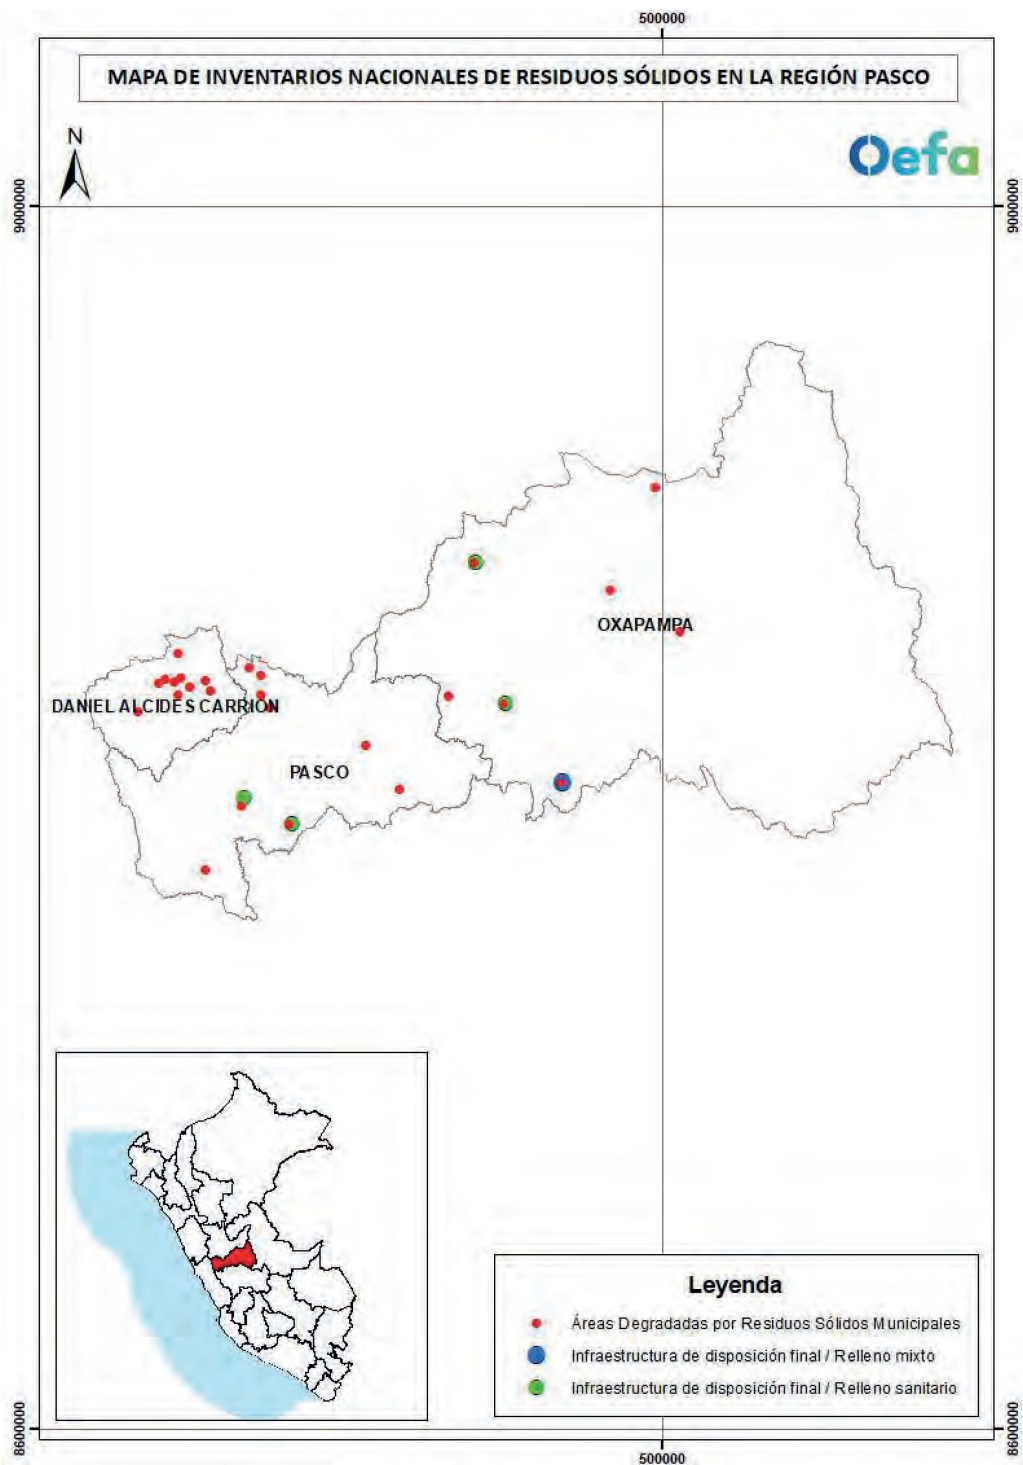 500000
MAPA DE INVENTARIOS NACIONALES DE RESIDUOS SÓLIDOS EN LA REGIÓN PASCO
N
Oefa
9000000
9000000
OXAPAMPA
DANIEL ALCIDES CARRION
PASCO
Leyenda
Áreas Degradadas por Residuos Sólidos Municipales
Infraestructura de disposición final / Relleno mixto
Infraestructura de disposición final / Relleno sanitario
8600000
8600000
500000